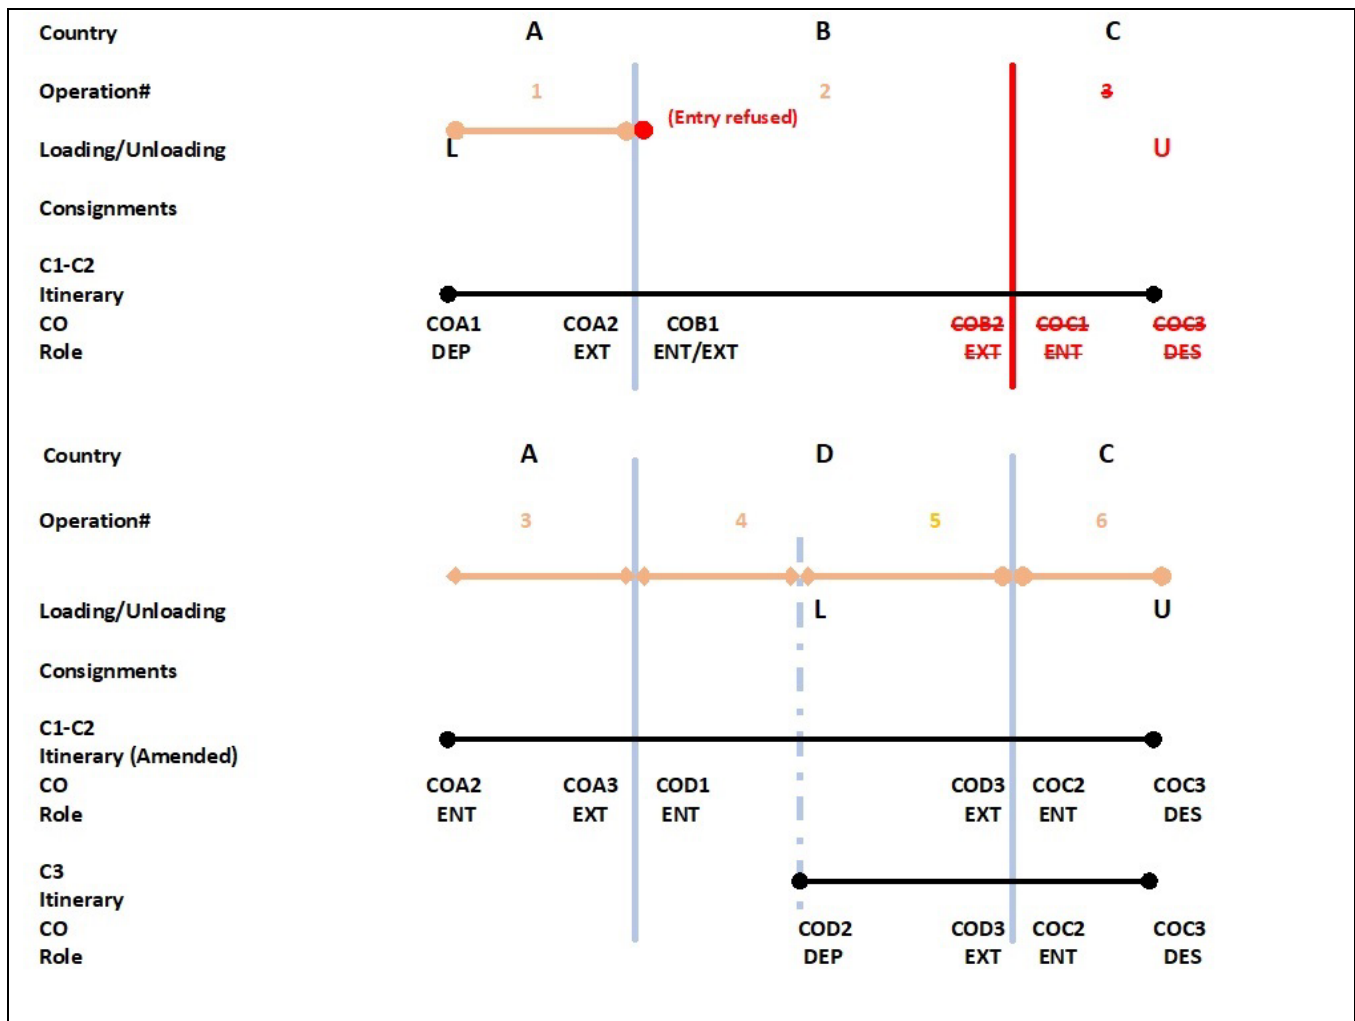 Country A B C
Operation# 1 2 3
(Entry refused)
Loading/Unloading L U
Consignments
C1-C2
Itinerary
CO COA1 COA2 COB1 COB2 COC1 COC3
Role DEP EXT ENT/EXT EXT ENT DES
Country A D C
Operation# 3 4 5 6
Loading/Unloading L U
Consignments
C1-C2
Itinerary (Amended)
CO COA2 COA3 COD1 COD3 COC2 COC3
Role ENT EXT ENT EXT ENT DES
C3
Itinerary
CO COD2 COD3 COC2 COC3
Role DEP EXT ENT DES